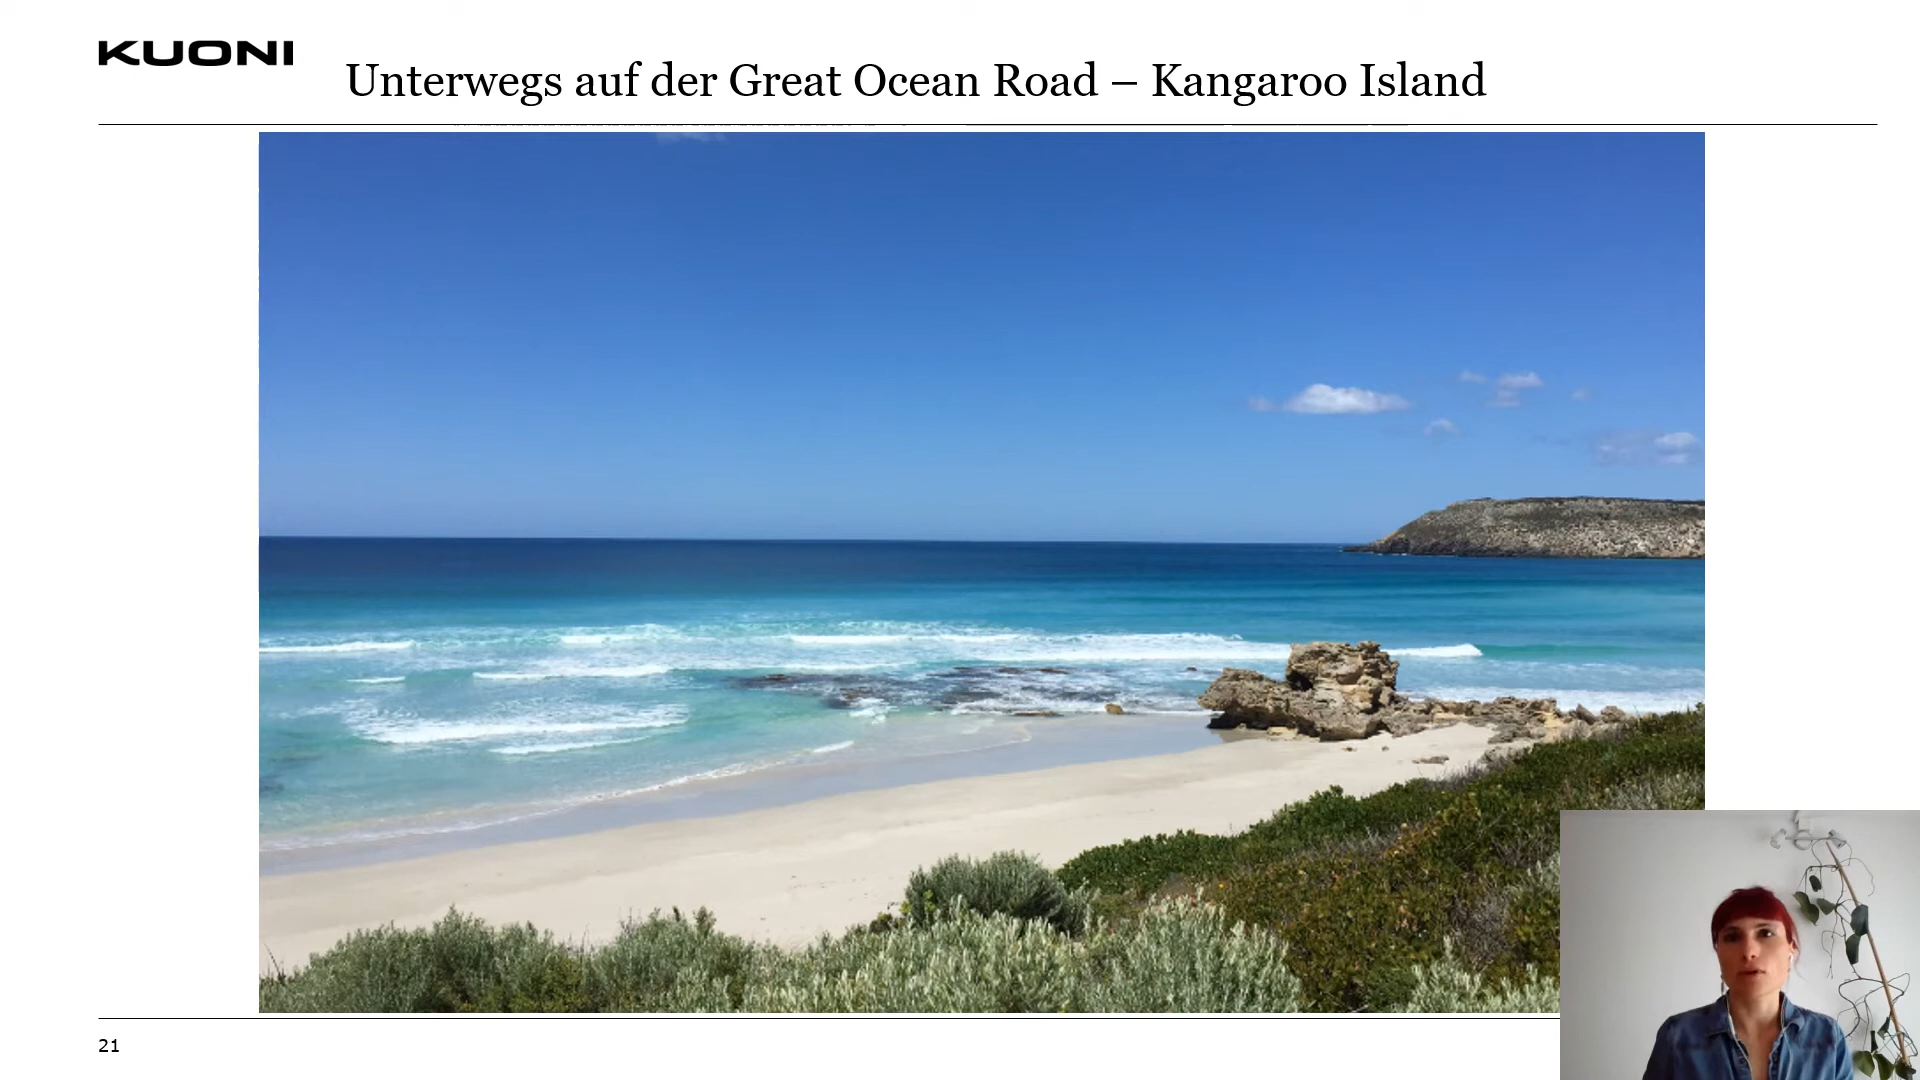 KUONI
Unterwegs auf der Great Ocean Road – Kangaroo Island
21